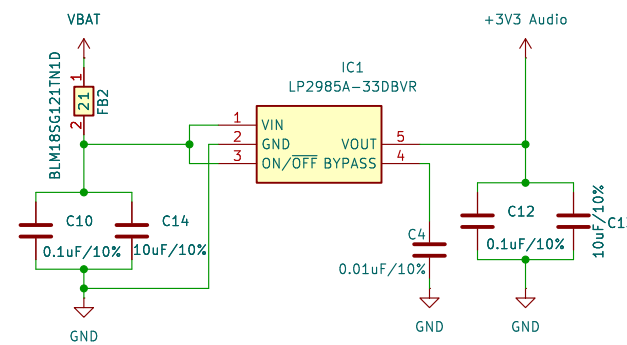 VBAT
+3V3 Audio
BLM18SG121TN1D
1
21
2
FB2
IC1
LP2985A-33DBVR
1
VIN
2
GND
3
ON/OFF
VOUT
5
BYPASS
4
C10
0.1uF/10%
C14
10uF/10%
GND
C4
0.01uF/10%
GND
C12
0.1uF/10%
10uF/10%
GND